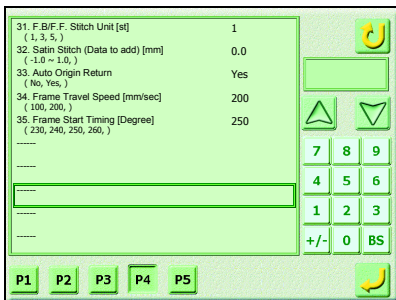 31. F.B/F.F. Stitch Unit [st] 1
( 1, 3, 5, )
32. Satin Stitch (Data to add) [mm] 0.0
( -1.0 ~ 1.0, )
33. Auto Origin Return Yes
( No, Yes, )
34. Frame Travel Speed [mm/sec] 200
( 100, 200, )
35. Frame Start Timing [Degree] 250
( 230, 240, 250, 260, )
------
------
------
------
------
7 8 9
4 5 6
1 2 3
+/- 0 BS
P1 P2 P3 P4 P5